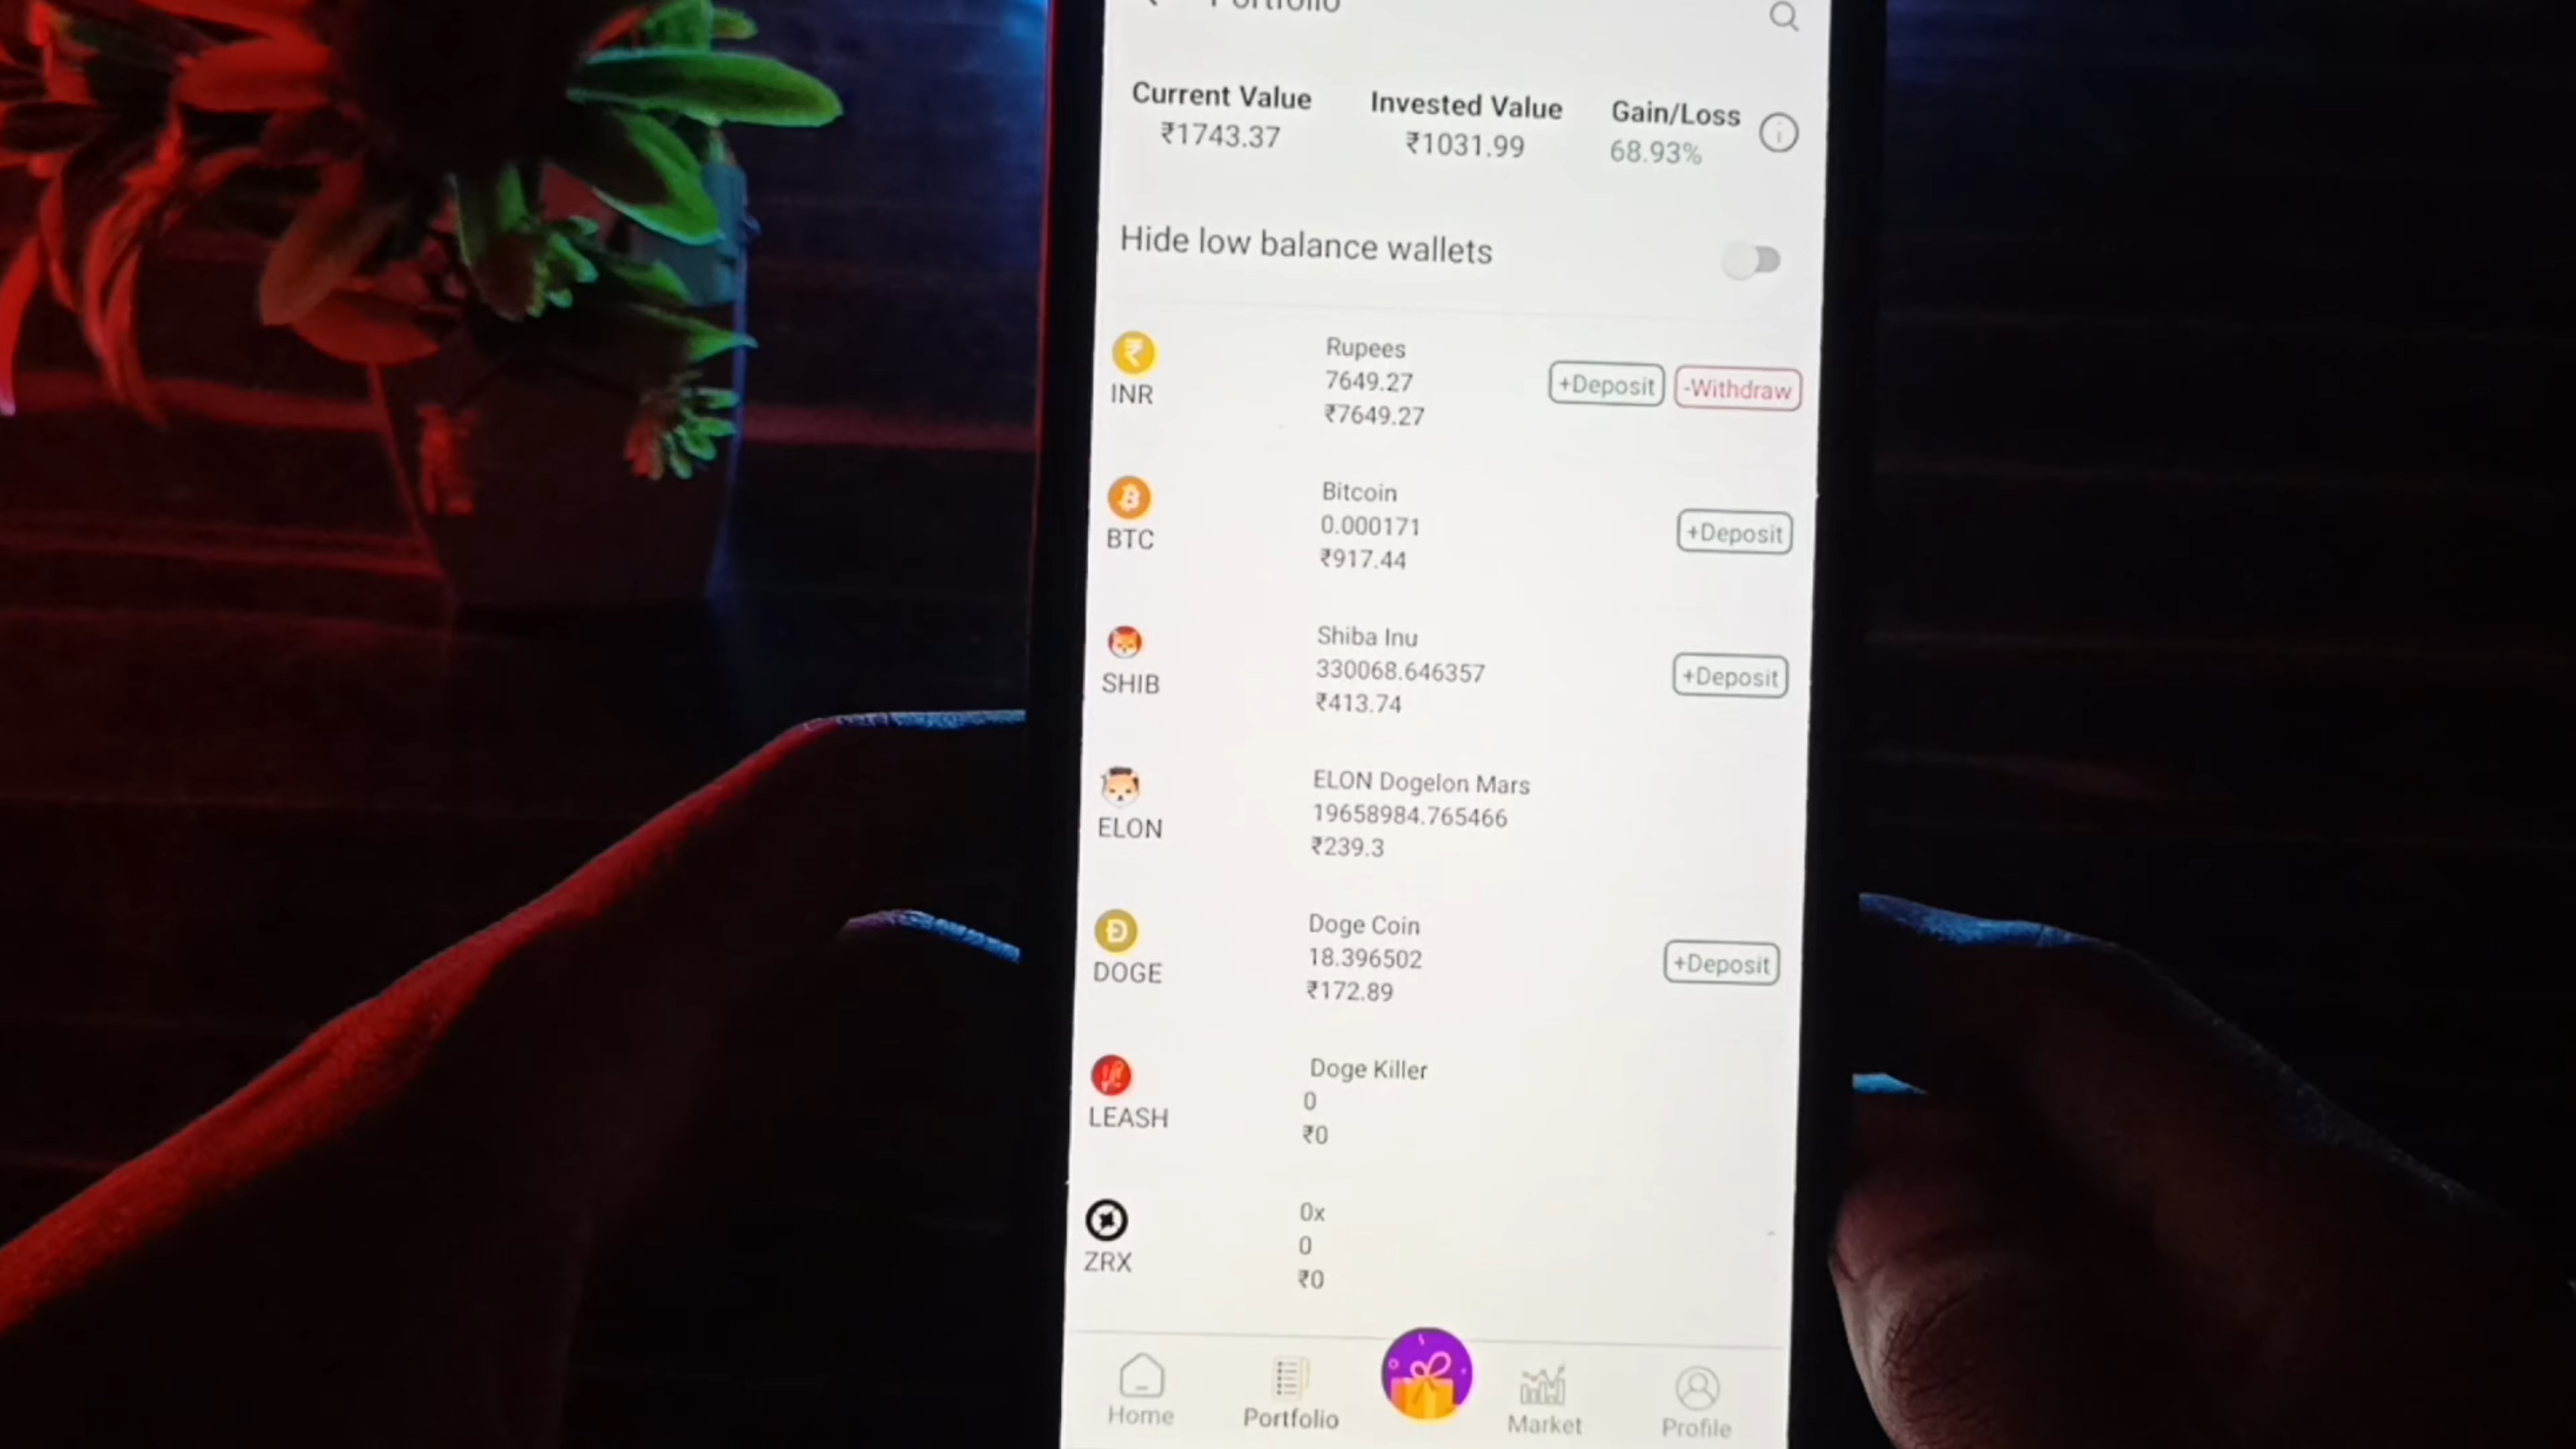 Portfolio
Current Value Invested Value Gain/Loss
₹1743.37 ₹1031.99 68.93%
Hide low balance wallets
INR
Rupees
7649.27
₹7649.27
+Deposit -Withdraw
BTC
Bitcoin
0.000171
₹917.44
+Deposit
SHIB
Shiba Inu
330068.646357
₹413.74
+Deposit
ELON
ELON Dogelon Mars
19658984.765466
₹239.3
DOGE
Doge Coin
18.396502
₹172.89
+Deposit
LEASH
Doge Killer
0
₹0
ZRX
0x
0
₹0
Home Portfolio Market Profile